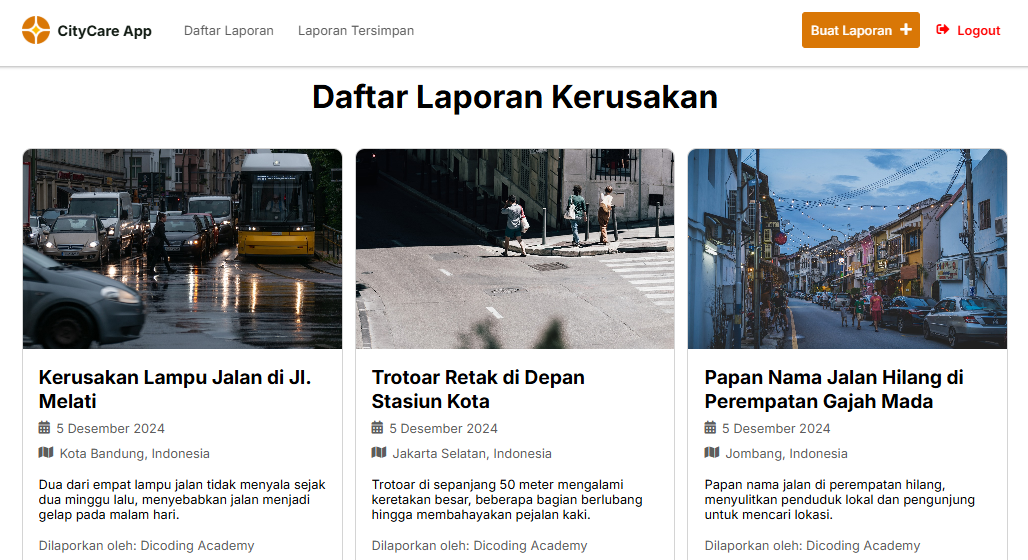 CityCare App
Daftar Laporan
Laporan Tersimpan
Buat Laporan
Logout
Daftar Laporan Kerusakan
Kerusakan Lampu Jalan di Jl.
Melati
5 Desember 2024
Kota Bandung, Indonesia
Dua dari empat lampu jalan tidak menyala sejak
dua minggu lalu, menyebabkan jalan menjadi
gelap pada malam hari.
Dilaporkan oleh: Dicoding Academy
Trotoar Retak di Depan
Stasiun Kota
5 Desember 2024
Jakarta Selatan, Indonesia
Trotoar di sepanjang 50 meter mengalami
keretakan besar, beberapa bagian berlubang
hingga membahayakan pejalan kaki.
Dilaporkan oleh: Dicoding Academy
Papan Nama Jalan Hilang di
Perempatan Gajah Mada
5 Desember 2024
Jombang, Indonesia
Papan nama jalan di perempatan hilang,
menyulitkan penduduk lokal dan pengunjung
untuk mencari lokasi.
Dilaporkan oleh: Dicoding Academy